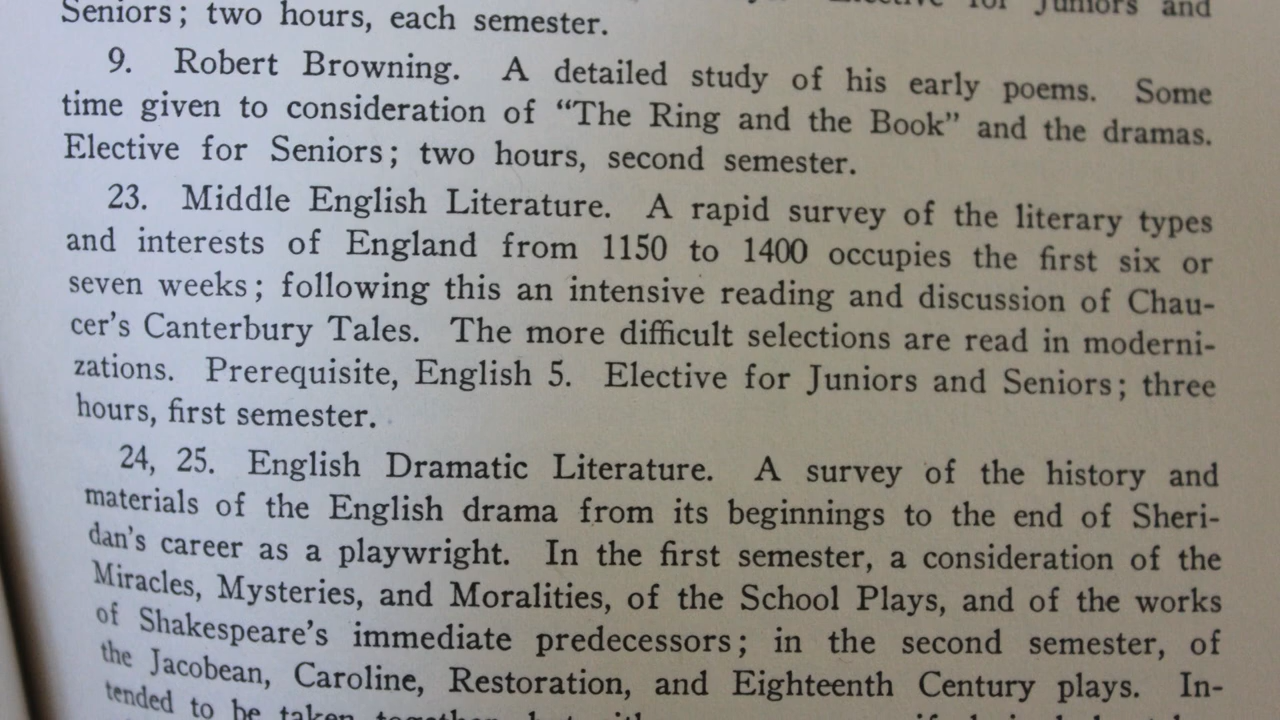 Seniors; two hours, each semester. for Juniors and
9. Robert Browning. A detailed study of his early poems. Some
time given to consideration of “The Ring and the Book” and the dramas.
Elective for Seniors; two hours, second semester.
23. Middle English Literature. A rapid survey of the literary types
and interests of England from 1150 to 1400 occupies the first six or
seven weeks; following this an intensive reading and discussion of Chau-
cer’s Canterbury Tales. The more difficult selections are read in moderni-
zations. Prerequisite, English 5. Elective for Juniors and Seniors; three
hours, first semester.
24, 25. English Dramatic Literature. A survey of the history and
materials of the English drama from its beginnings to the end of Sheri-
dan’s career as a playwright. In the first semester, a consideration of the
Miracles, Mysteries, and Moralities, of the School Plays, and of the works
of Shakespeare’s immediate predecessors; in the second semester, of
the Jacobean, Caroline, Restoration, and Eighteenth Century plays. In-
tended to be taken together